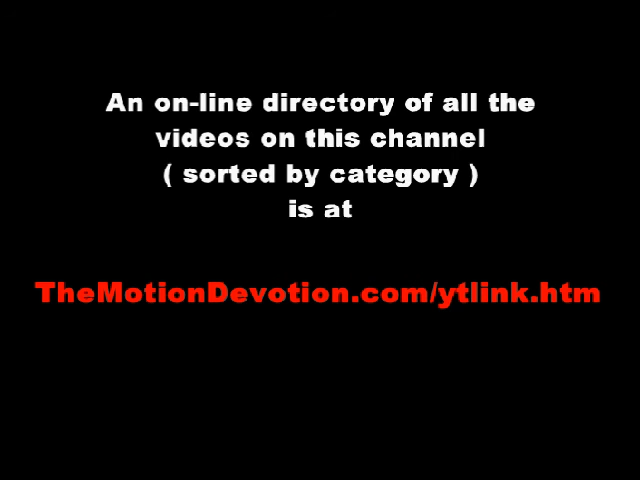 An on-line directory of all the
videos on this channel
( sorted by category )
is at
TheMotionDevotion.com/ytlink.htm